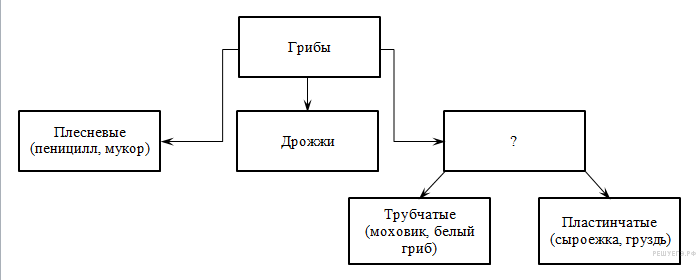 Грибы
Плесневые
(пеницилл, мукор)
Дрожжи
?
Трубчатые
(моховик, белый
гриб)
Пластинчатые
(сыроежка, груздь)
РЕШУЕГЭ.РФ